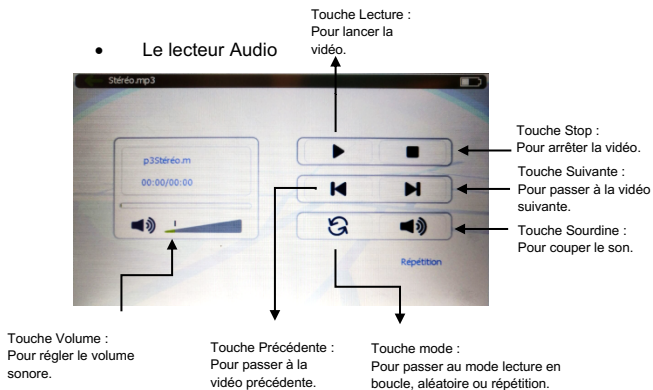 Touche Lecture :
Pour lancer la
vidéo.
• Le lecteur Audio
Stéréo.mp3
p3Stéréo.m
00:00/00:00
Répétition
Touche Stop :
Pour arrêter la vidéo.
Touche Suivante :
Pour passer à la vidéo
suivante.
Touche Sourdine :
Pour couper le son.
Touche Volume :
Pour régler le volume
sonore.
Touche Précédente :
Pour passer à la
vidéo précédente.
Touche mode :
Pour passer au mode lecture en
boucle, aléatoire ou répétition.